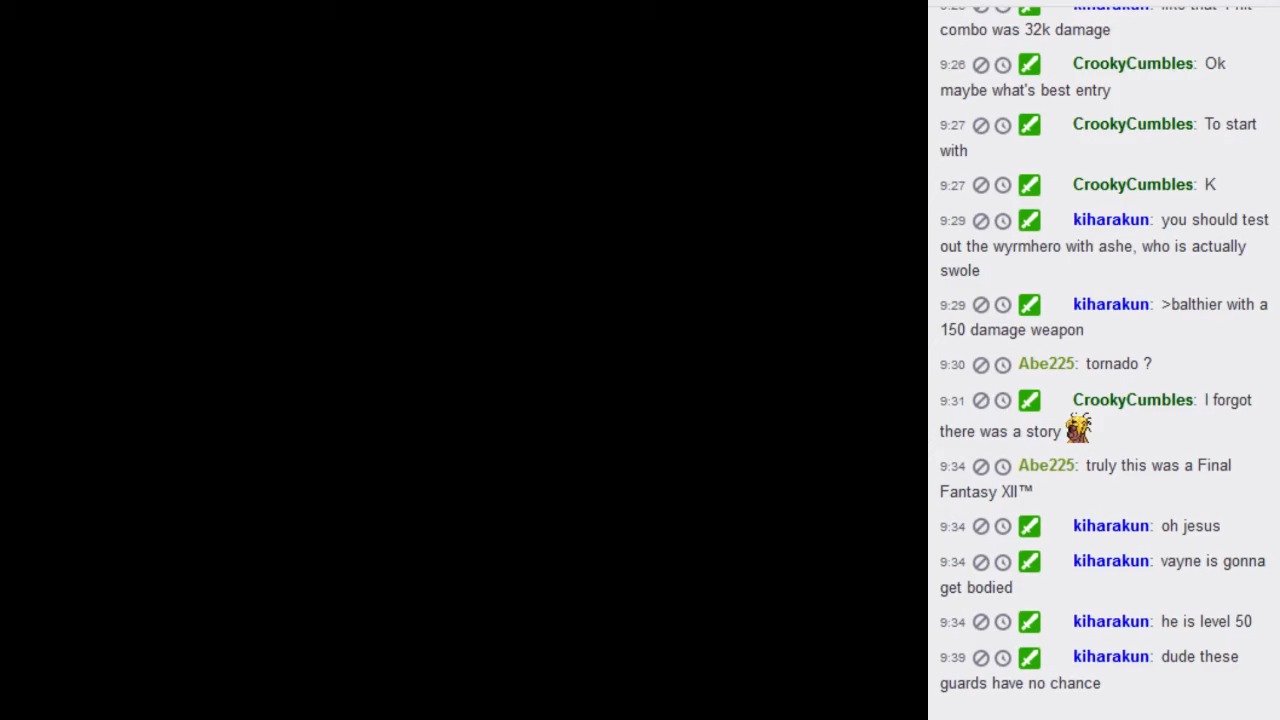 combo was 32k damage
9:26 CrookyCumbles: Ok
maybe what's best entry
9:27 CrookyCumbles: To start
with
9:27 CrookyCumbles: K
9:29 kiharakun: you should test
out the wyrmhero with ashe, who is actually
swole
9:29 kiharakun: >balthier with a
150 damage weapon
9:30 Abe225: tornado ?
9:31 CrookyCumbles: I forgot
there was a story
9:34 Abe225: truly this was a Final
Fantasy XII™
9:34 kiharakun: oh jesus
9:34 kiharakun: vayne is gonna
get bodied
9:34 kiharakun: he is level 50
9:39 kiharakun: dude these
guards have no chance